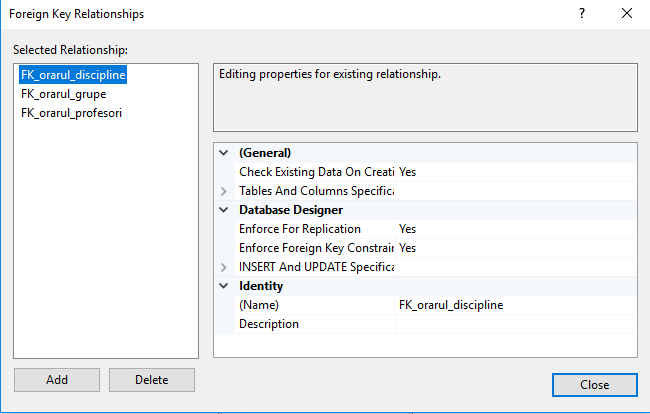 Foreign Key Relationships
?
Selected Relationship:
FK_orarul_discipline
FK_orarul_grupe
FK_orarul_profesori
Editing properties for existing relationship.
(General)
Check Existing Data On Creati Yes
Tables And Columns Specifica
Database Designer
Enforce For Replication Yes
Enforce Foreign Key Constrain Yes
INSERT And UPDATE Specifica
Identity
(Name) FK_orarul_discipline
Description
Add Delete
Close